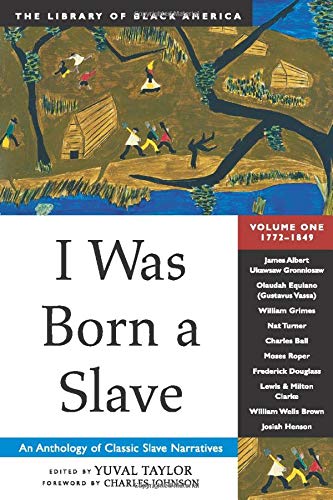 THE LIBRARY OF BLACK AMERICA
VOLUME ONE
1772–1849
James Albert
Ukawsaw Gronniosaw
Olaudah Equiano
(Gustavus Vassa)
William Grimes
Nat Turner
Charles Ball
Moses Roper
Frederick Douglass
Lewis & Milton
Clarke
William Wells Brown
Josiah Henson
I Was
Born a
Slave
An Anthology of Classic Slave Narratives
EDITED BY YUVAL TAYLOR
FOREWORD BY CHARLES JOHNSON